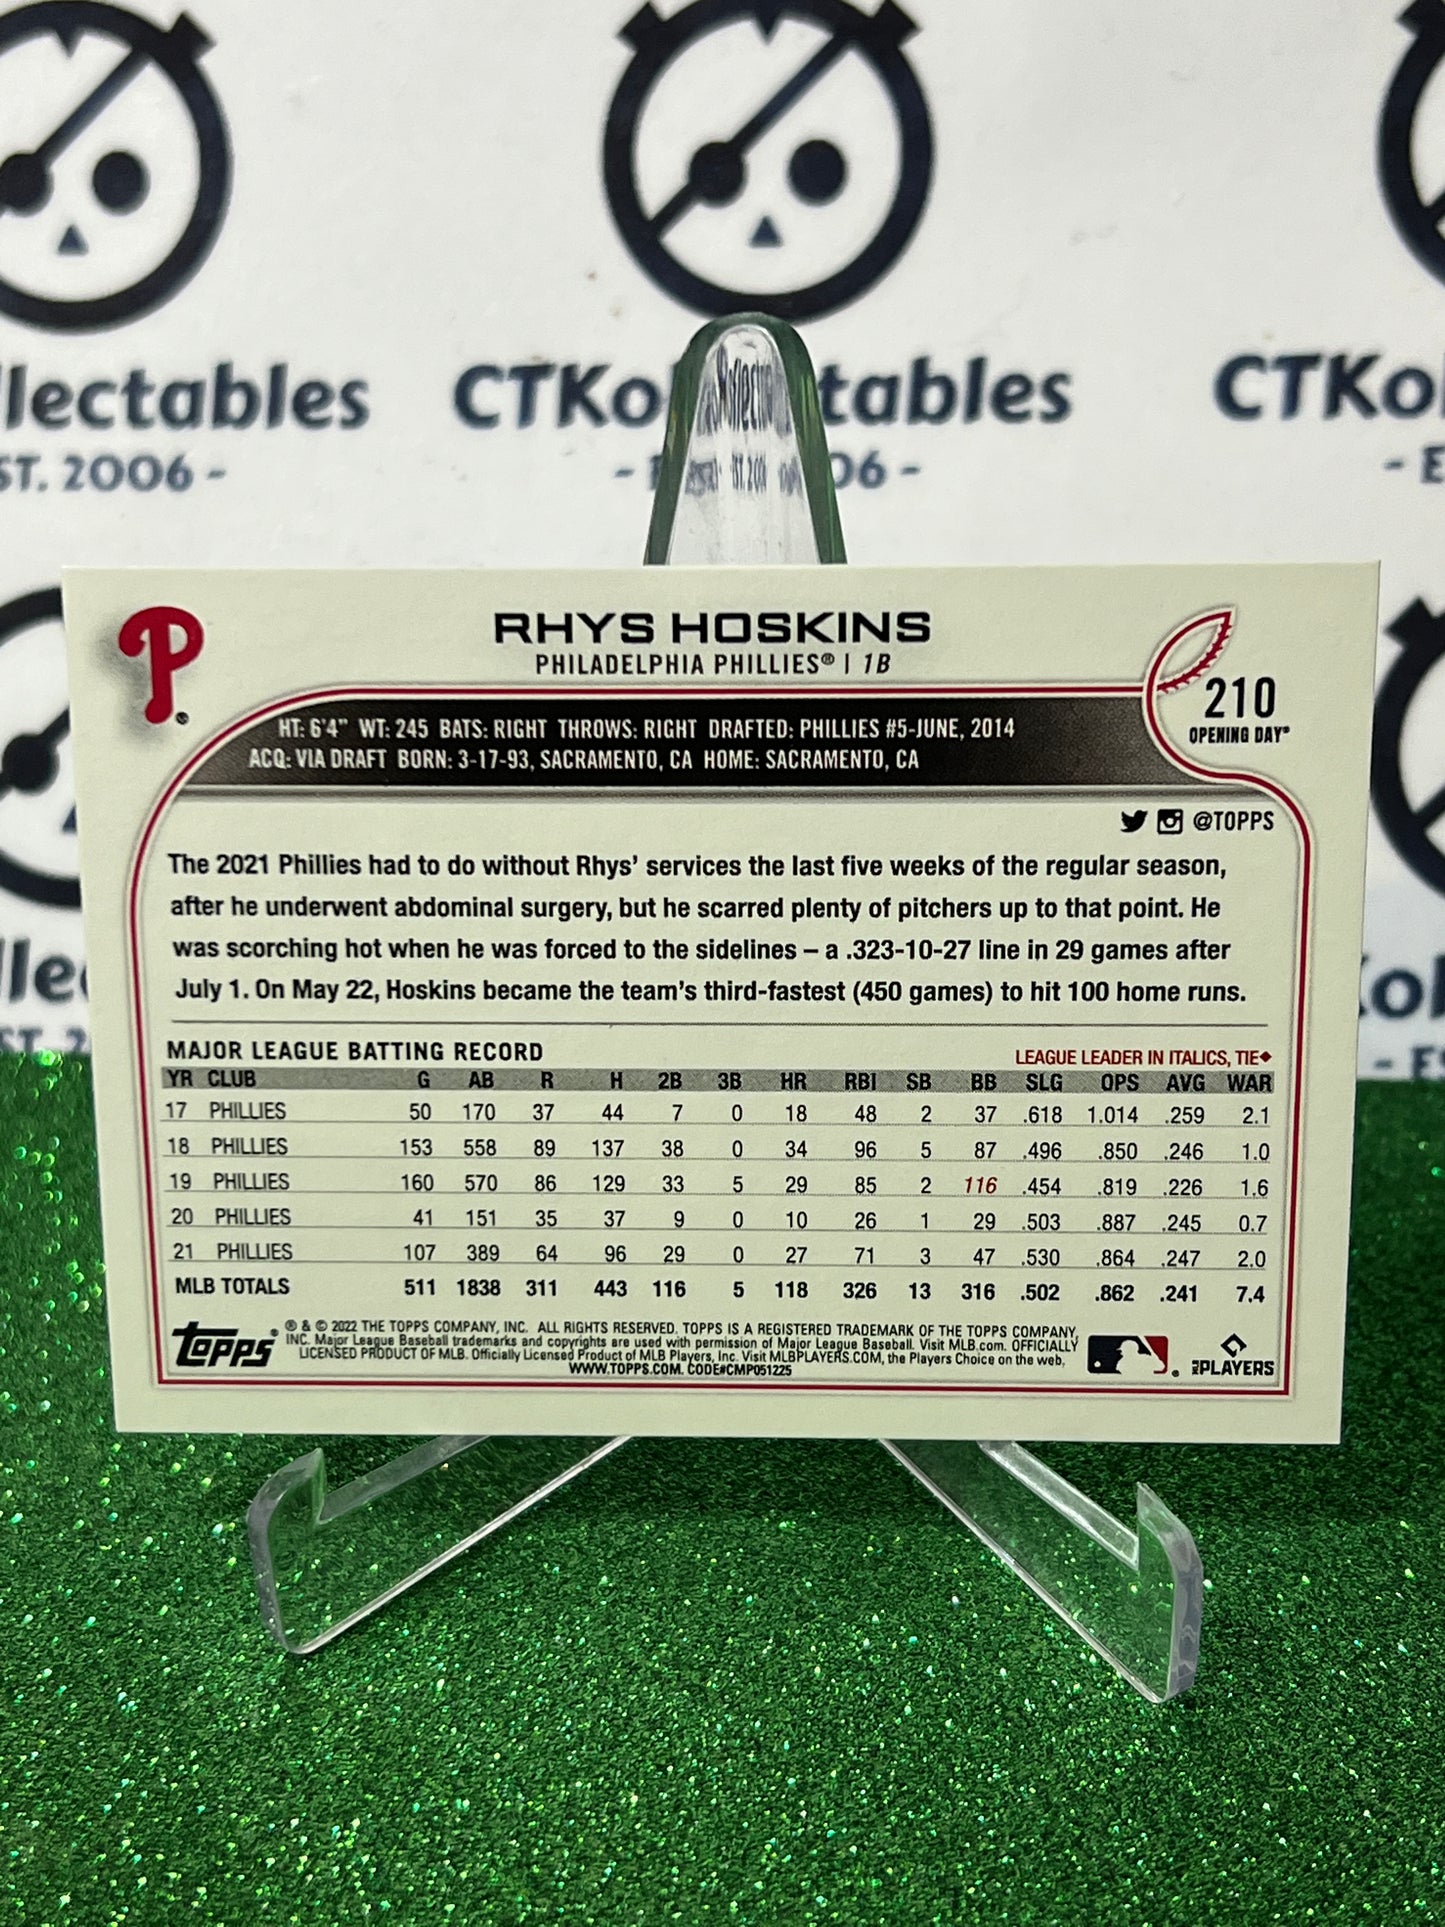 llectables
ST. 2006 -
CTKo tables
- E 06 -
CTKo
- E
RHYS HOSKINS
PHILADELPHIA PHILLIES® | 1B
P®
210
OPENING DAY®
HT: 6'4" WT: 245 BATS: RIGHT THROWS: RIGHT DRAFTED: PHILLIES #5-JUNE, 2014
ACQ: VIA DRAFT BORN: 3-17-93, SACRAMENTO, CA HOME: SACRAMENTO, CA
@TOPPS
The 2021 Phillies had to do without Rhys' services the last five weeks of the regular season,
after he underwent abdominal surgery, but he scarred plenty of pitchers up to that point. He
was scorching hot when he was forced to the sidelines – a .323-10-27 line in 29 games after
July 1. On May 22, Hoskins became the team's third-fastest (450 games) to hit 100 home runs.
MAJOR LEAGUE BATTING RECORD
LEAGUE LEADER IN ITALICS, TIE◆
YR CLUB G AB R H 2B 3B HR RBI SB BB SLG OPS AVG WAR
17 PHILLIES 50 170 37 44 7 0 18 48 2 37 .618 1.014 .259 2.1
18 PHILLIES 153 558 89 137 38 0 34 96 5 87 .496 .850 .246 1.0
19 PHILLIES 160 570 86 129 33 5 29 85 2 116 .454 .819 .226 1.6
20 PHILLIES 41 151 35 37 9 0 10 26 1 29 .503 .887 .245 0.7
21 PHILLIES 107 389 64 96 29 0 27 71 3 47 .530 .864 .247 2.0
MLB TOTALS 511 1838 311 443 116 5 118 326 13 316 .502 .862 .241 7.4
Topps®
® & © 2022 THE TOPPS COMPANY, INC. ALL RIGHTS RESERVED. TOPPS IS A REGISTERED TRADEMARK OF THE TOPPS COMPANY,
INC. Major League Baseball trademarks and copyrights are used with permission of Major League Baseball. Visit MLB.com. OFFICIALLY
LICENSED PRODUCT OF MLB. Officially Licensed Product of MLB Players, Inc. Visit MLBPLAYERS.COM, the Players Choice on the web.
WWW.TOPPS.COM. CODE#CMP051225
MLB PLAYERS